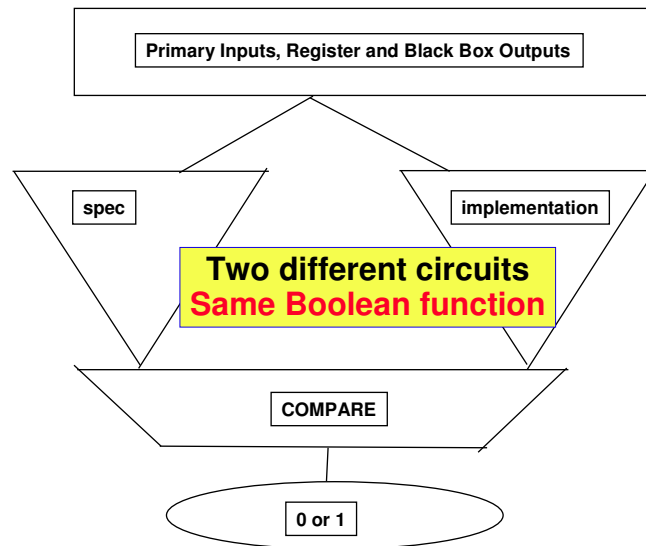 Primary Inputs, Register and Black Box Outputs
spec
implementation
Two different circuits
Same Boolean function
COMPARE
0 or 1